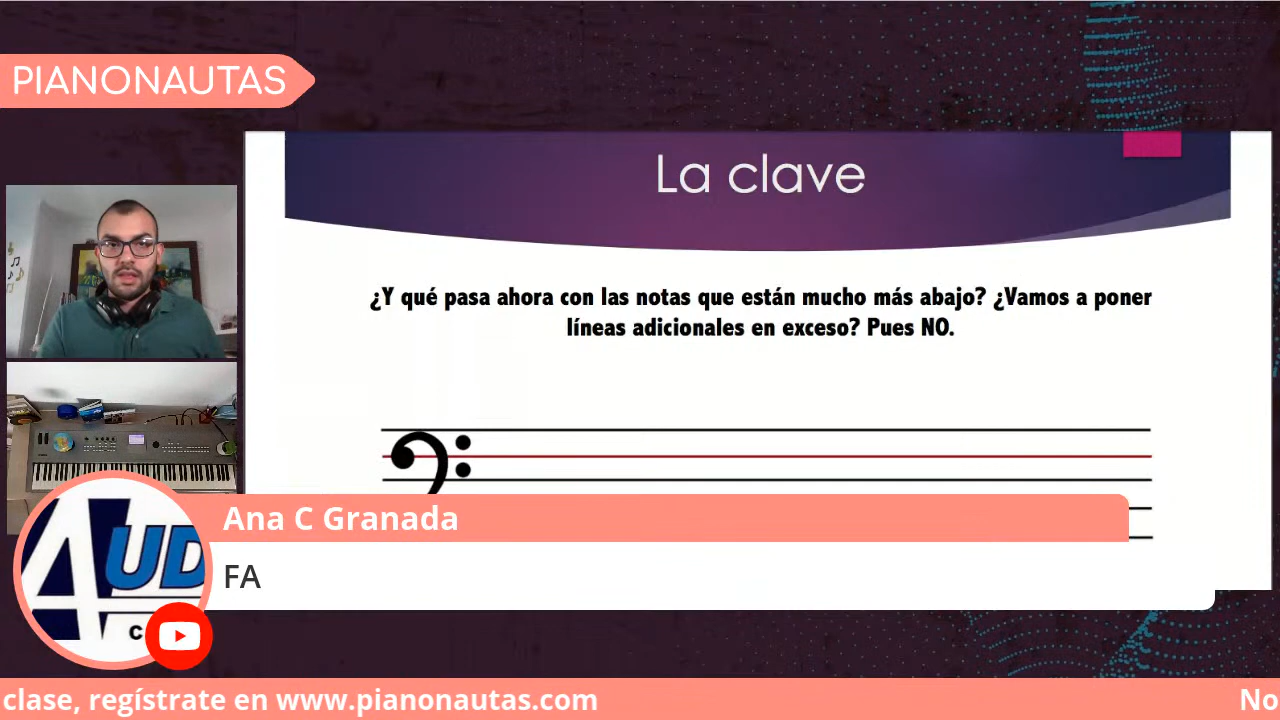 PIANONAUTAS
La clave
¿Y qué pasa ahora con las notas que están mucho más abajo? ¿Vamos a poner
líneas adicionales en exceso? Pues NO.
Ana C Granada
FA
AUD
C
clase, regístrate en www.pianonautas.com
No